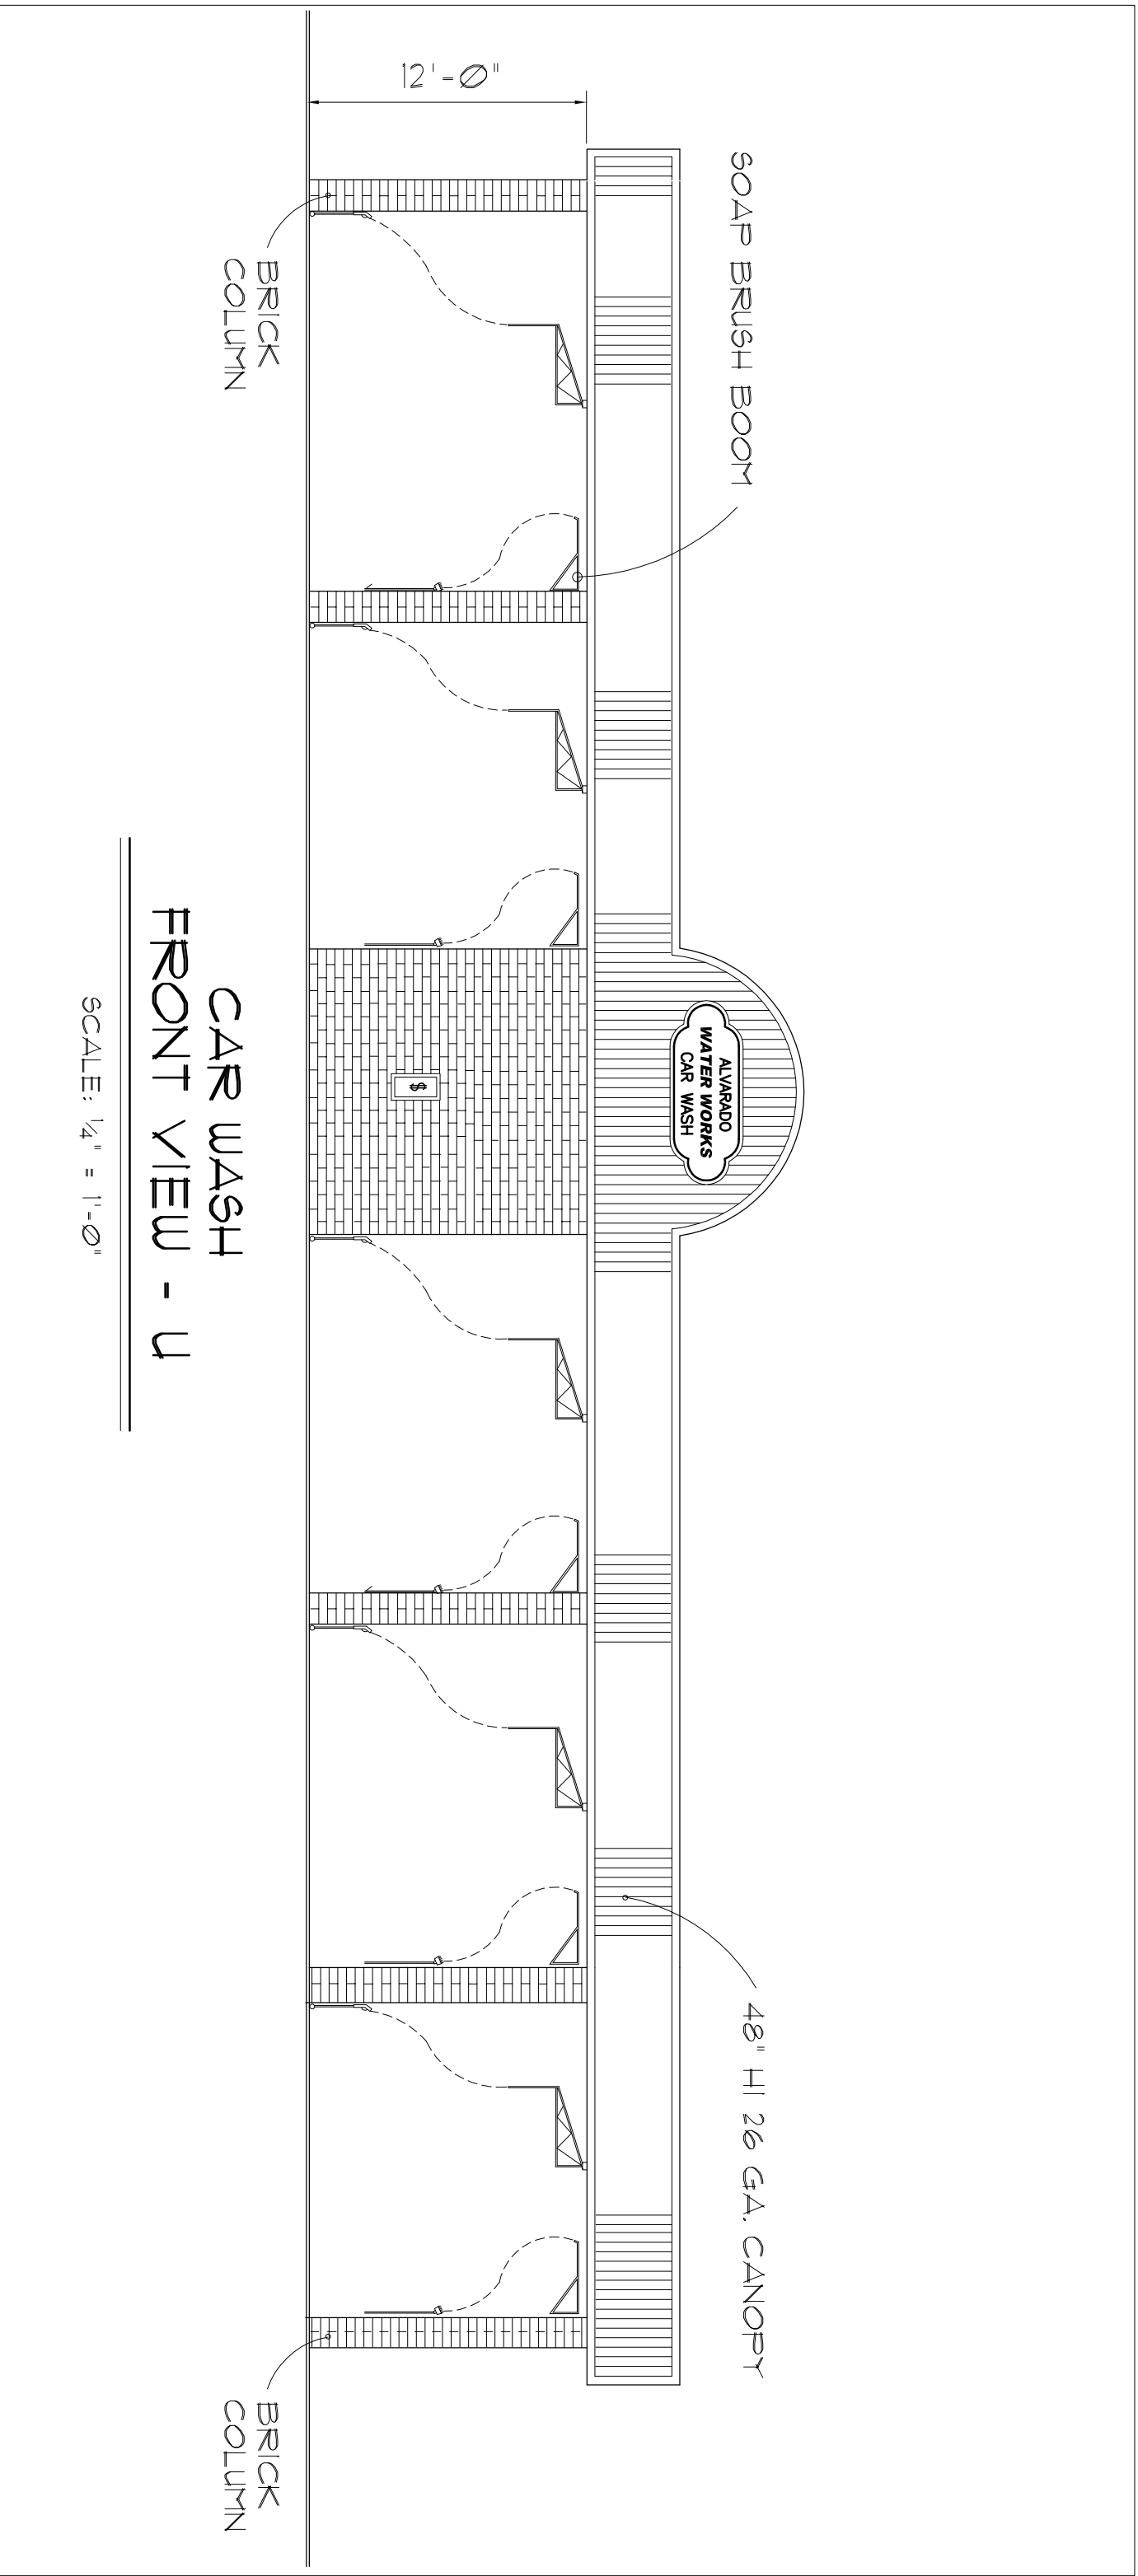 12'-0"
SOAP BRUSH BOOM
48" HI 26 GA. CANOPY
ALVARADO
WATER WORKS
CAR WASH
$
BRICK
COLUMN
BRICK
COLUMN
CAR WASH
FRONT VIEW - U
SCALE: 1/4" = 1'-0"